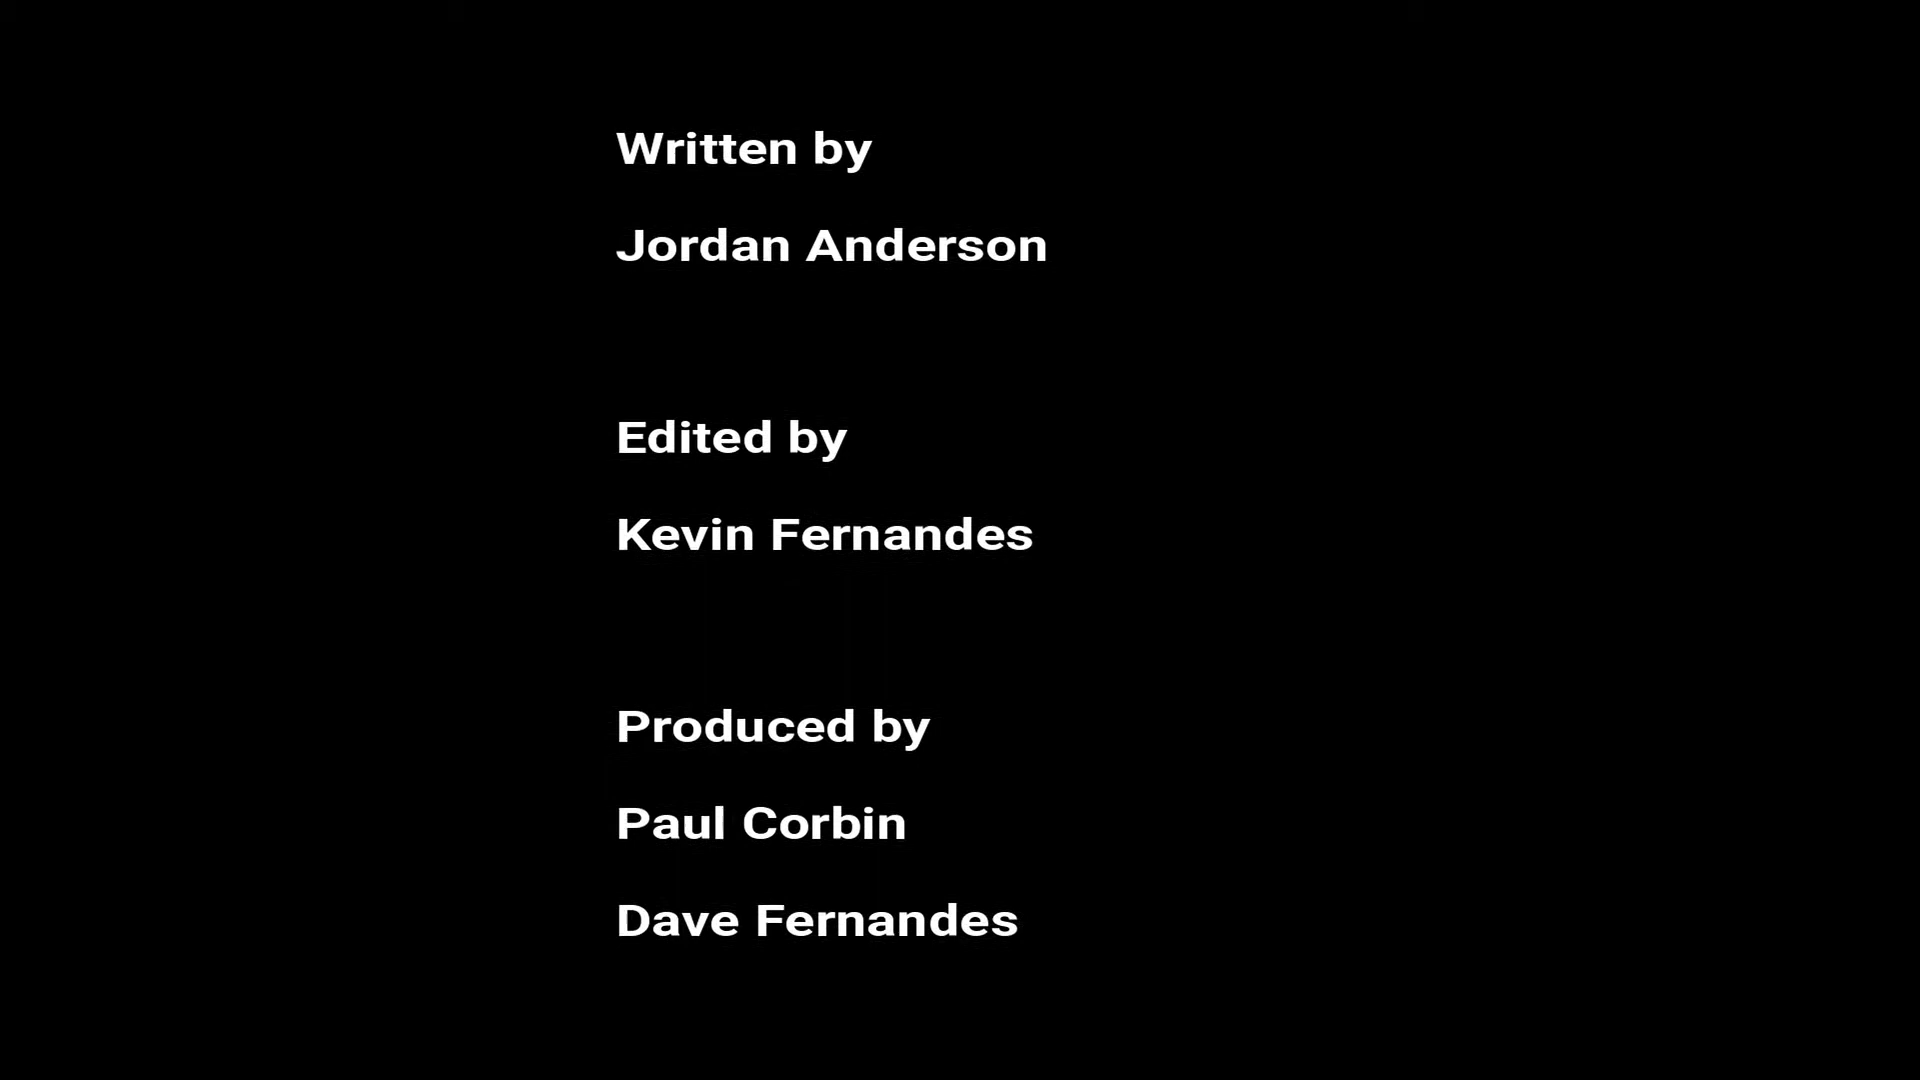 Written by
Jordan Anderson
Edited by
Kevin Fernandes
Produced by
Paul Corbin
Dave Fernandes